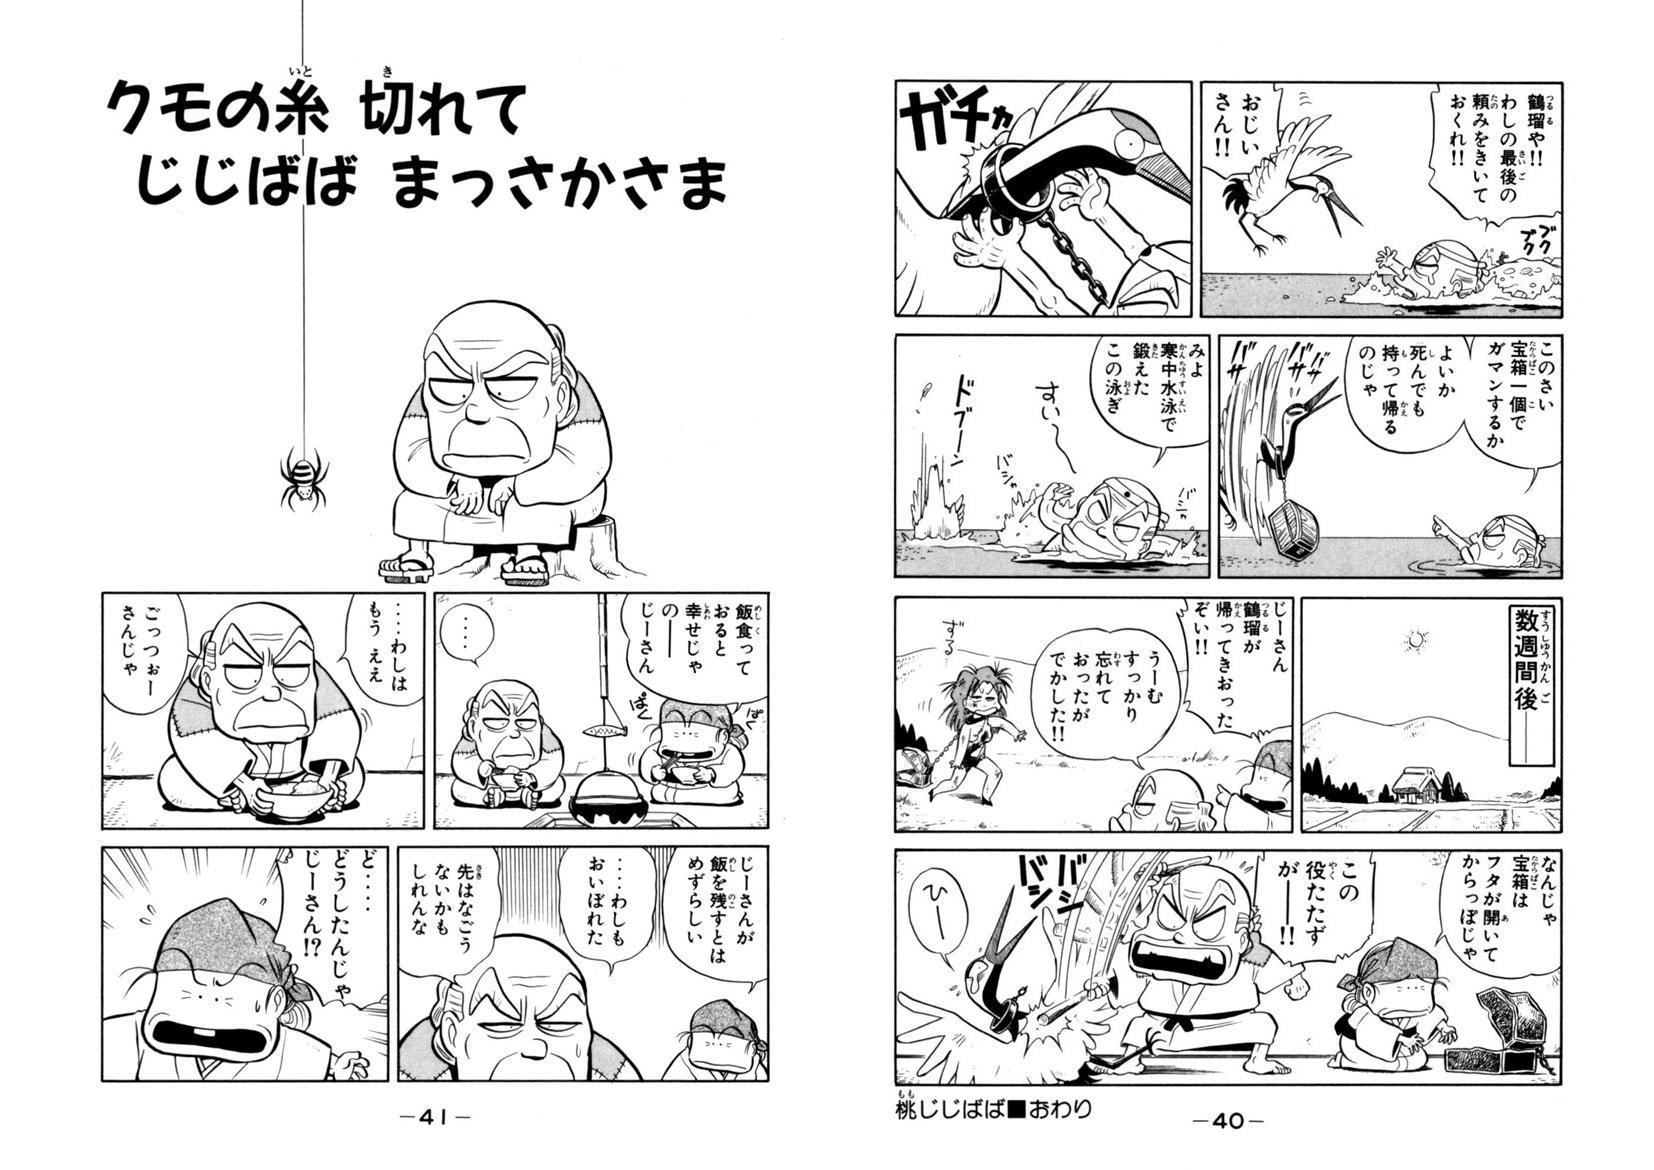 鶴瑠や!!
わしの最後の
頼みをきいて
おくれ!!
おじい
さん!!
ブク
ブク
ガチャ
このさい
宝箱一個で
ガマンするか
よいか
死んでも
持って帰る
のじゃ
バサ
バサ
バサ
みよ
寒中水泳で
鍛えた
この泳ぎ
すいーっ
バシャ
バシャ
ドブーン
数週間後──
じーさん
鶴瑠が
帰ってきおった
ぞい!!
うーむ
すっかり
忘れて
おったが
でかした!!
ずる
なんじゃ
宝箱は
フタが開いて
からっぽじゃ
この
役たたず
がーー!!
バシ
バシ
ひー
桃じじばば■おわり
—40—
クモの糸 切れて
じじばば まっさかさま
飯食って
おると
幸せじゃ
の──
じーさん
ぱく
ぱく
‥‥
‥‥わしは
もう ええ
ごっつぉー
さんじゃ
じーさんが
飯を残すとは
めずらしい
‥‥わしも
おいぼれた
先はなごう
ないかも
しれんな
ど‥‥
どうしたんじゃ
じーさん!?
—41—